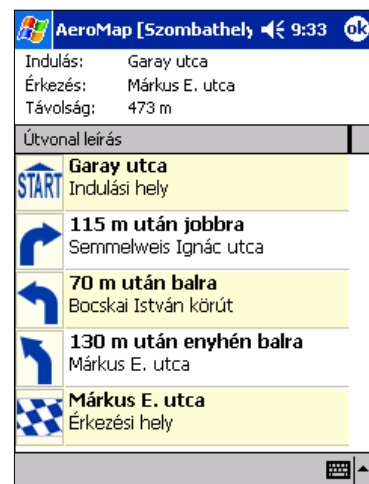 AeroMap [Szombathely 9:33 ok
Indulás: Garay utca
Érkezés: Márkus E. utca
Távolság: 473 m
Útvonal leírás
START
Garay utca
Indulási hely
115 m után jobbra
Semmelweis Ignác utca
70 m után balra
Bocskai István körút
130 m után enyhén balra
Márkus E. utca
Márkus E. utca
Érkezési hely